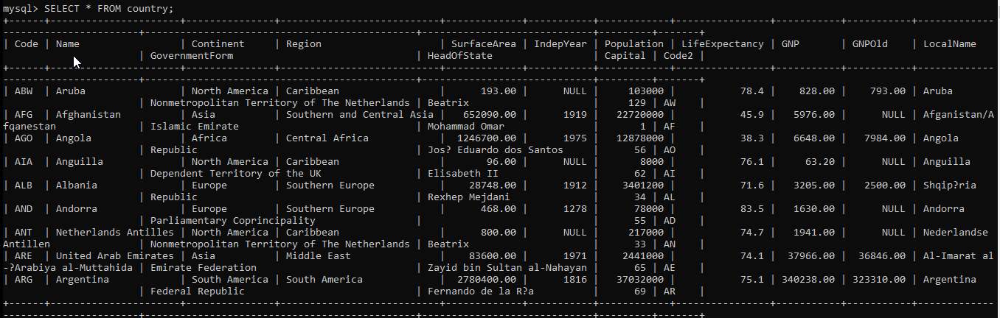 mysql> SELECT * FROM country;
+------+----------------------+---------------+---------------------------+-------------+-----------+------------+----------------+-----------+-----------+-------------
-----------------------+----------------------------------------------+-----------------------------+---------+-------+
| Code | Name | Continent | Region | SurfaceArea | IndepYear | Population | LifeExpectancy | GNP | GNPOld | LocalName
| GovernmentForm | HeadOfState | Capital | Code2 |
+------+----------------------+---------------+---------------------------+-------------+-----------+------------+----------------+-----------+-----------+-------------
-----------------------+----------------------------------------------+-----------------------------+---------+-------+
| ABW | Aruba | North America | Caribbean | 193.00 | NULL | 103000 | 78.4 | 828.00 | 793.00 | Aruba
| Nonmetropolitan Territory of The Netherlands | Beatrix | 129 | AW |
| AFG | Afghanistan | Asia | Southern and Central Asia | 652090.00 | 1919 | 22720000 | 45.9 | 5976.00 | NULL | Afganistan/A
fqanestan | Islamic Emirate | Mohammad Omar | 1 | AF |
| AGO | Angola | Africa | Central Africa | 1246700.00 | 1975 | 12878000 | 38.3 | 6648.00 | 7984.00 | Angola
| Republic | Jos? Eduardo dos Santos | 56 | AO |
| AIA | Anguilla | North America | Caribbean | 96.00 | NULL | 8000 | 76.1 | 63.20 | NULL | Anguilla
| Dependent Territory of the UK | Elisabeth II | 62 | AI |
| ALB | Albania | Europe | Southern Europe | 28748.00 | 1912 | 3401200 | 71.6 | 3205.00 | 2500.00 | Shqip?ria
| Republic | Rexhep Mejdani | 34 | AL |
| AND | Andorra | Europe | Southern Europe | 468.00 | 1278 | 78000 | 83.5 | 1630.00 | NULL | Andorra
| Parliamentary Coprincipality | | 55 | AD |
| ANT | Netherlands Antilles | North America | Caribbean | 800.00 | NULL | 217000 | 74.7 | 1941.00 | NULL | Nederlandse
Antillen | Nonmetropolitan Territory of The Netherlands | Beatrix | 33 | AN |
| ARE | United Arab Emirates | Asia | Middle East | 83600.00 | 1971 | 2441000 | 74.1 | 37966.00 | 36846.00 | Al-Imarat al
-?Arabiya al-Muttahida | Emirate Federation | Zayid bin Sultan al-Nahayan | 65 | AE |
| ARG | Argentina | South America | South America | 2780400.00 | 1816 | 37032000 | 75.1 | 340238.00 | 323310.00 | Argentina
| Federal Republic | Fernando de la R?a | 69 | AR |
+------+----------------------+---------------+---------------------------+-------------+-----------+------------+----------------+-----------+-----------+-------------
-----------------------+----------------------------------------------+-----------------------------+---------+-------+